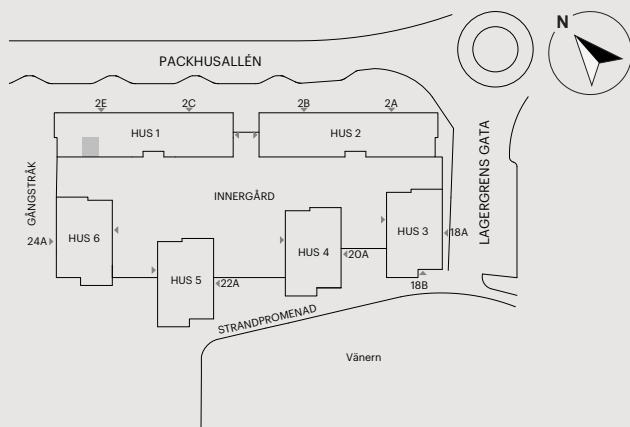 N
PACKHUSALLÉN
2E
2C
2B
2A
HUS 1
HUS 2
LAGERGRENS GATA
GÅNGSTRÅK
INNERGÅRD
24A
HUS 6
HUS 3
18A
HUS 4
20A
HUS 5
22A
18B
STRANDPROMENAD
Vänern